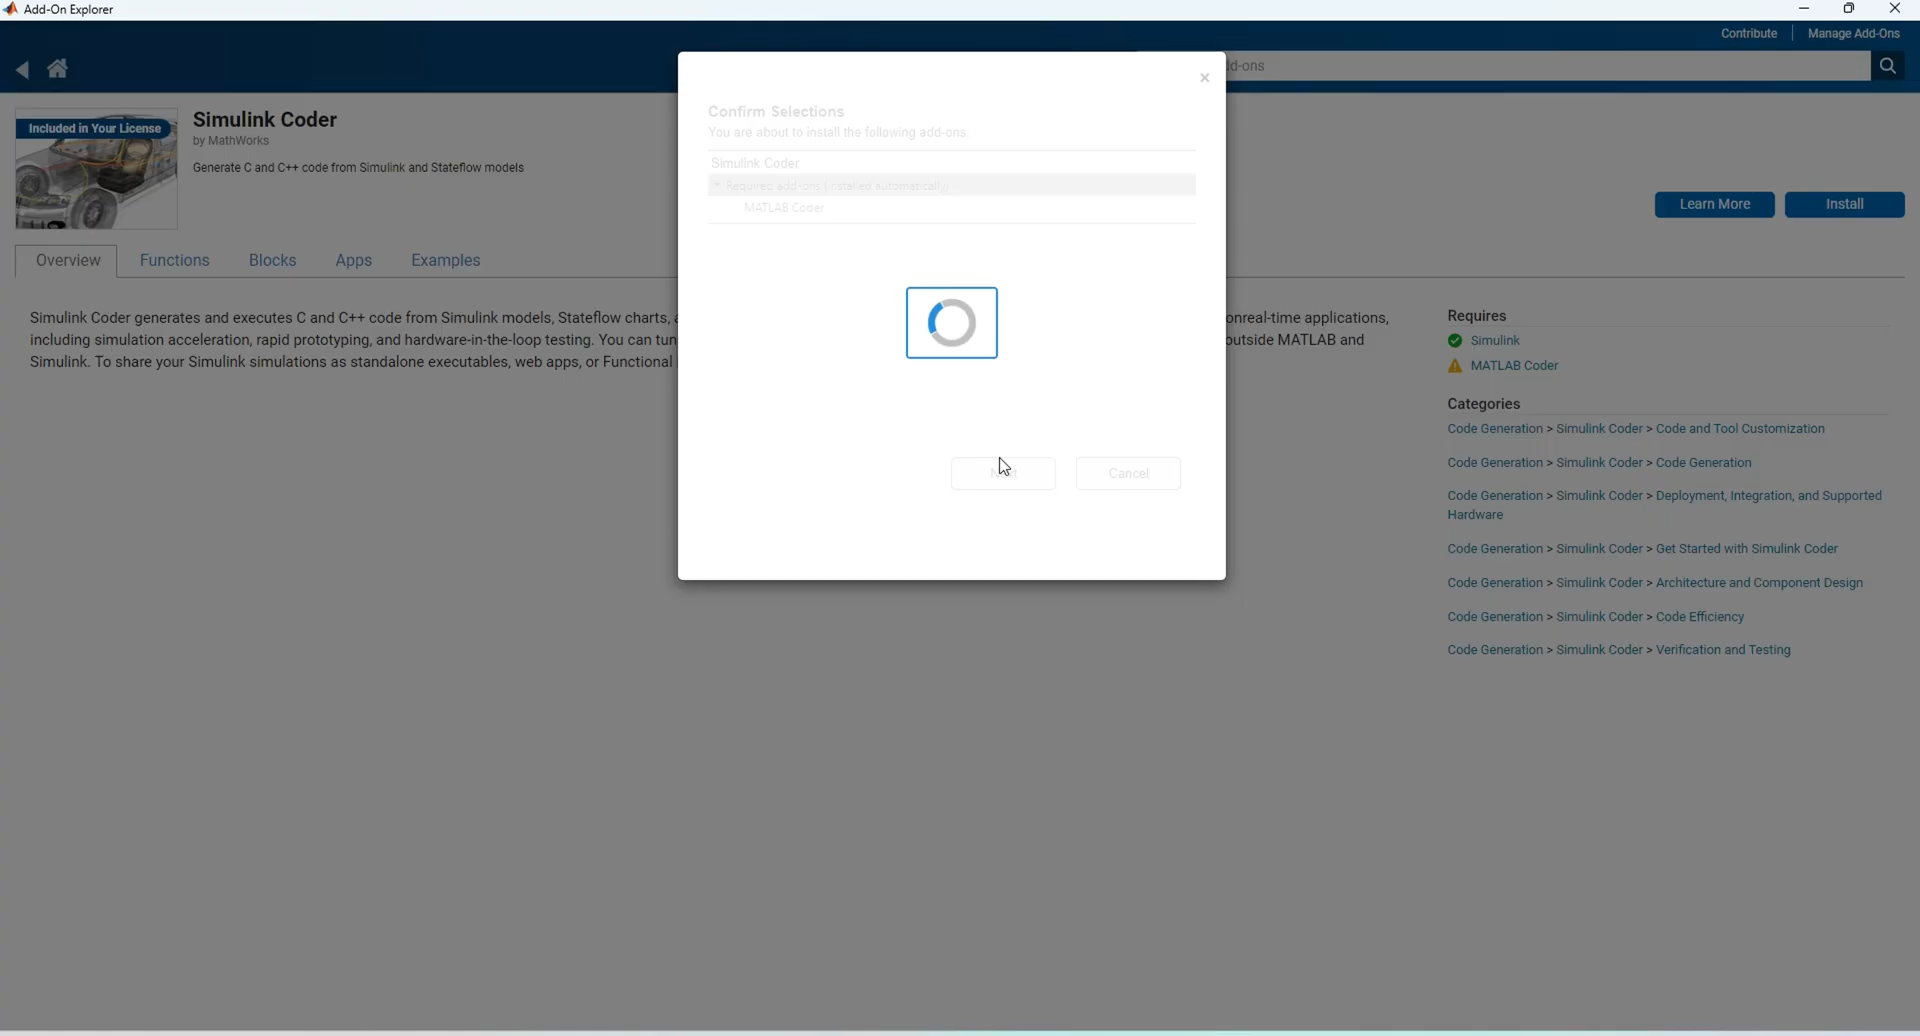 Add-On Explorer
Contribute
Manage Add-Ons
dd-ons
Included in Your License
Simulink Coder
by MathWorks
Generate C and C++ code from Simulink and Stateflow models
Learn More
Install
Overview
Functions
Blocks
Apps
Examples
Simulink Coder generates and executes C and C++ code from Simulink models, Stateflow charts,
including simulation acceleration, rapid prototyping, and hardware-in-the-loop testing. You can tun
Simulink. To share your Simulink simulations as standalone executables, web apps, or Functional
onreal-time applications,
outside MATLAB and
Confirm Selections
You are about to install the following add-ons.
Simulink Coder
Required add-ons (installed automatically)
MATLAB Coder
Cancel
Requires
Simulink
MATLAB Coder
Categories
Code Generation > Simulink Coder > Code and Tool Customization
Code Generation > Simulink Coder > Code Generation
Code Generation > Simulink Coder > Deployment, Integration, and Supported
Hardware
Code Generation > Simulink Coder > Get Started with Simulink Coder
Code Generation > Simulink Coder > Architecture and Component Design
Code Generation > Simulink Coder > Code Efficiency
Code Generation > Simulink Coder > Verification and Testing